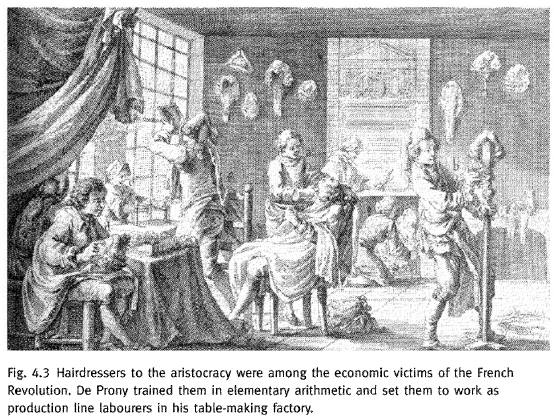 Fig. 4.3 Hairdressers to the aristocracy were among the economic victims of the French
Revolution. De Prony trained them in elementary arithmetic and set them to work as
production line labourers in his table-making factory.